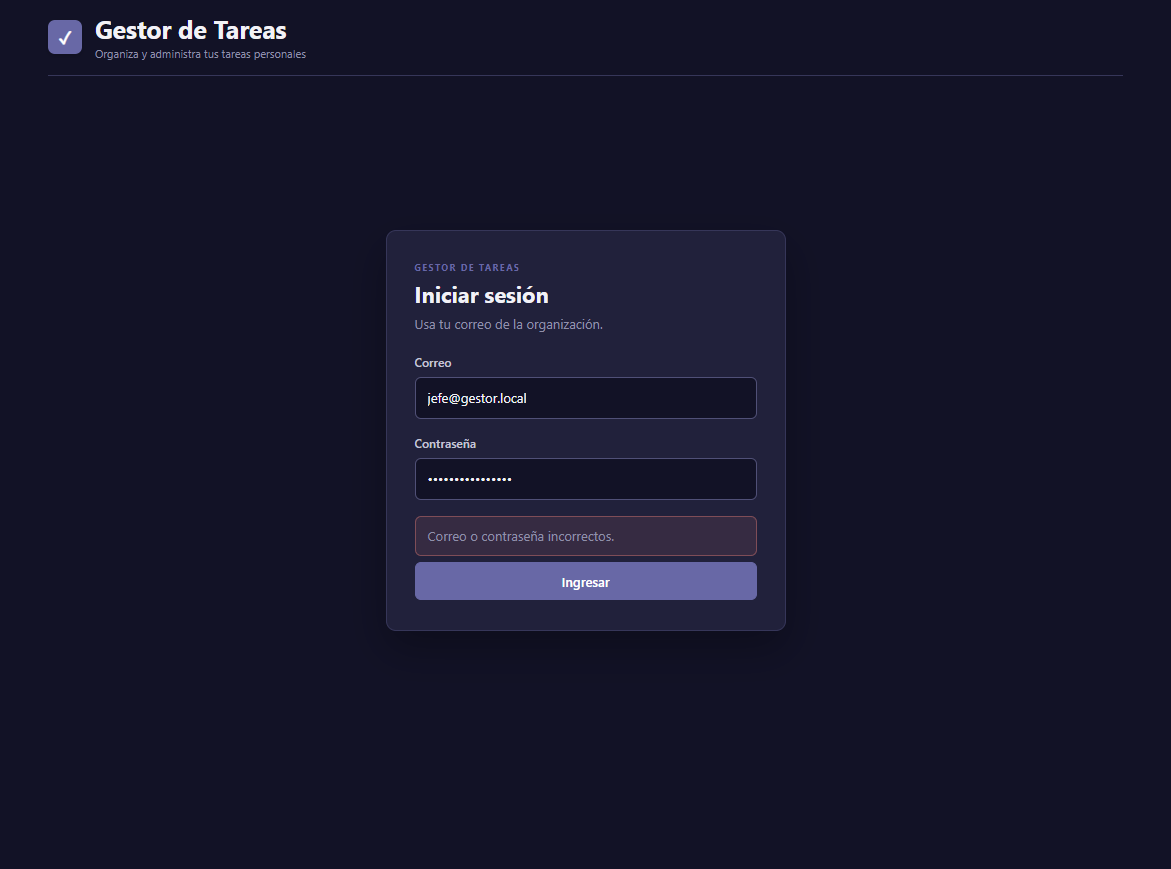 Gestor de Tareas
Organiza y administra tus tareas personales
GESTOR DE TAREAS
Iniciar sesión
Usa tu correo de la organización.
Correo
jefe@gestor.local
Contraseña
••••••••••••••••
Correo o contraseña incorrectos.
Ingresar